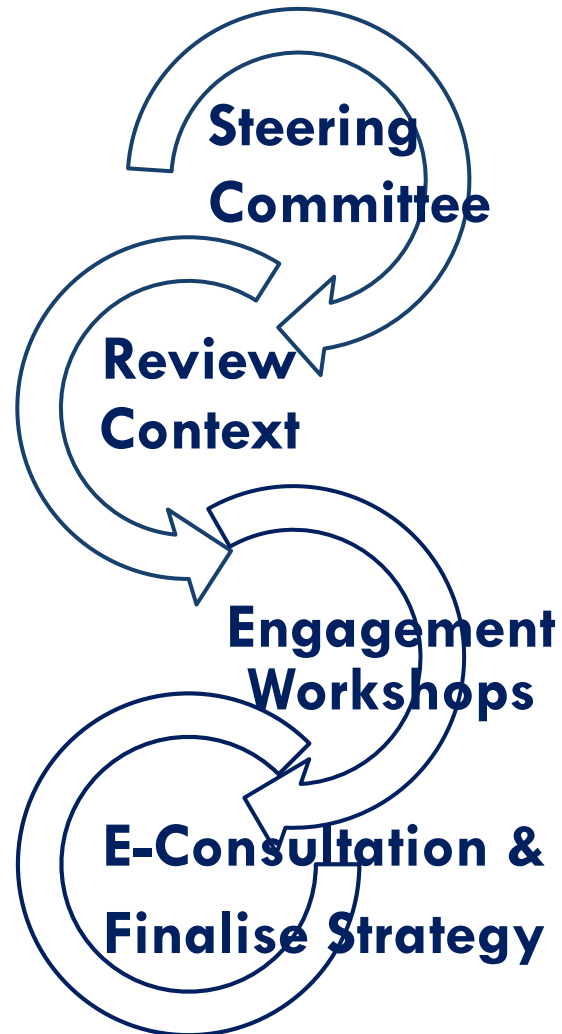 Steering
Committee
Review
Context
Engagement
Workshops
E-Consultation &
Finalise Strategy